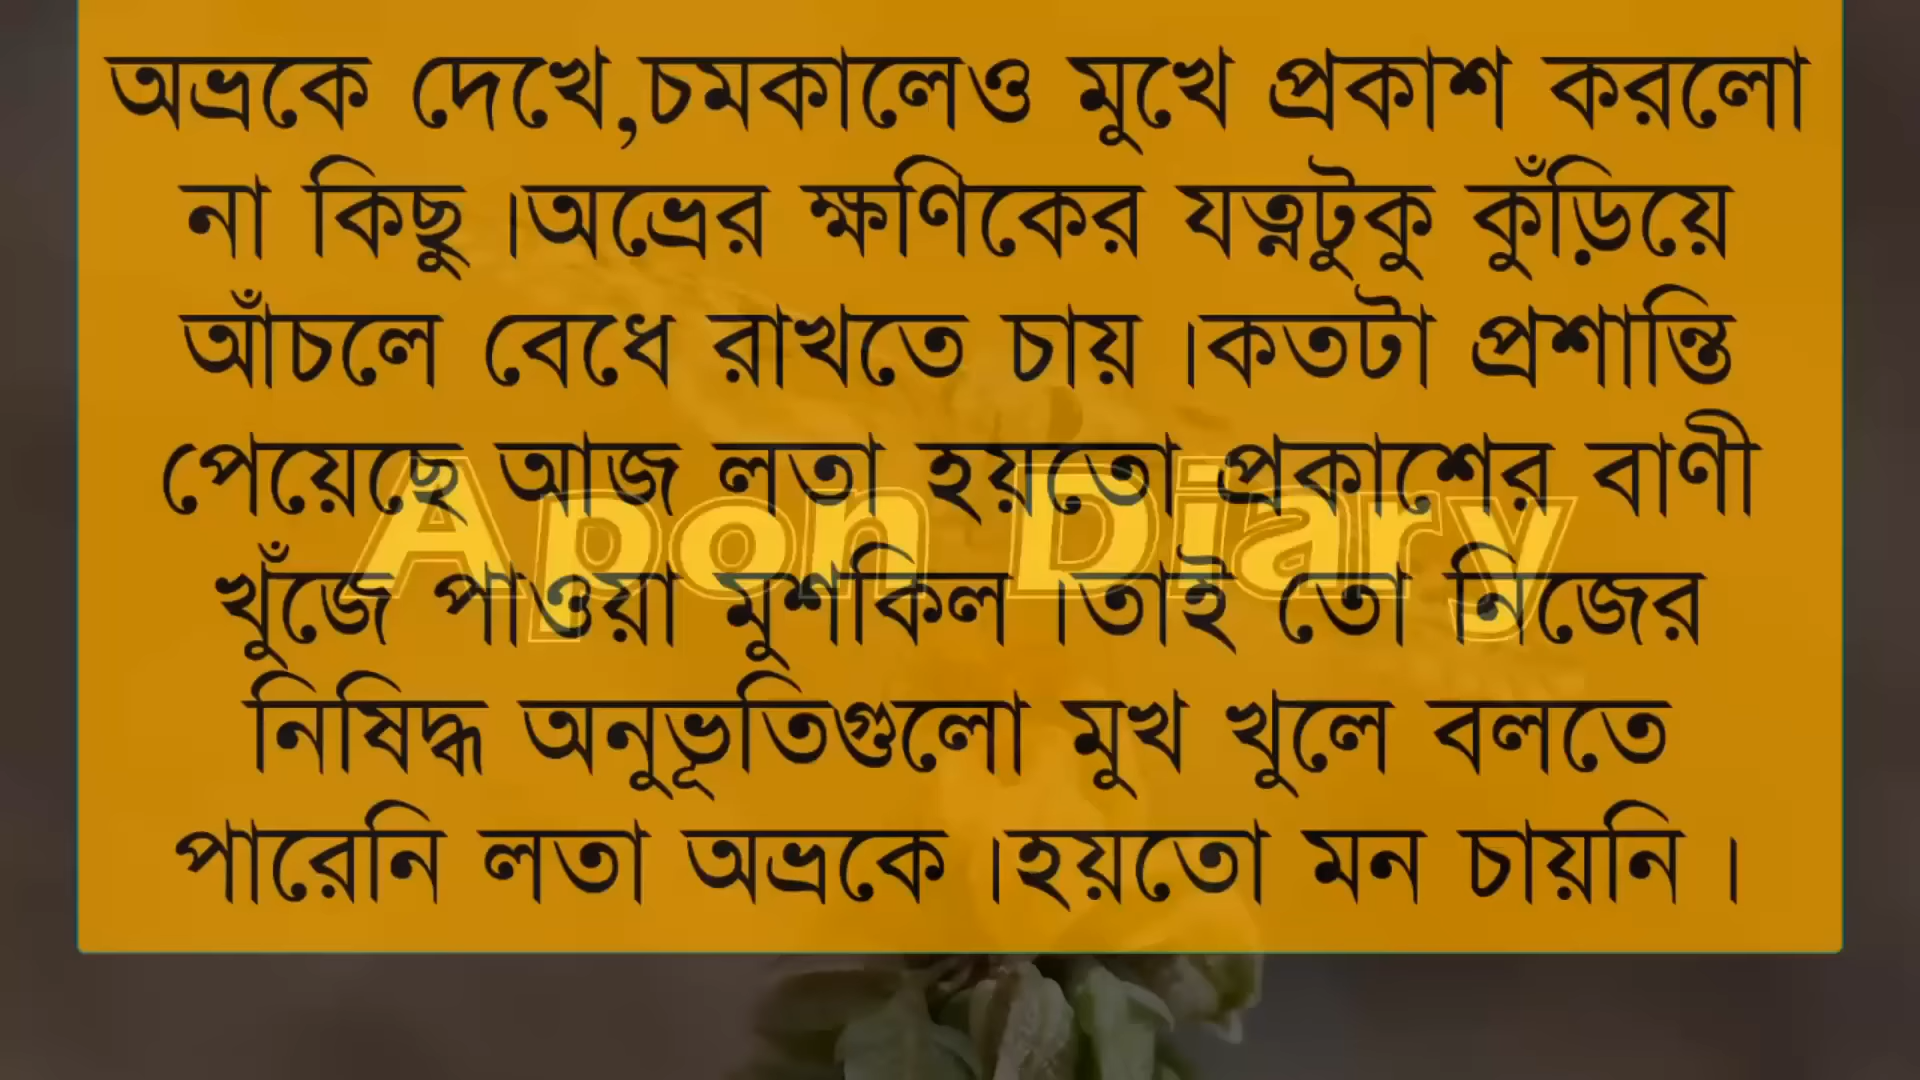 অভ্রকে দেখে,চমকালেও মুখে প্রকাশ করলো
না কিছু ।অভ্রের ক্ষণিকের যত্নটুকু কুঁড়িয়ে
আঁচলে বেধে রাখতে চায় ।কতটা প্রশান্তি
পেয়েছে আজ লতা হয়তো প্রকাশের বাণী
Apon Diary
খুঁজে পাওয়া মুশকিল ।তাই তো নিজের
নিষিদ্ধ অনুভূতিগুলো মুখ খুলে বলতে
পারেনি লতা অভ্রকে ।হয়তো মন চায়নি ।